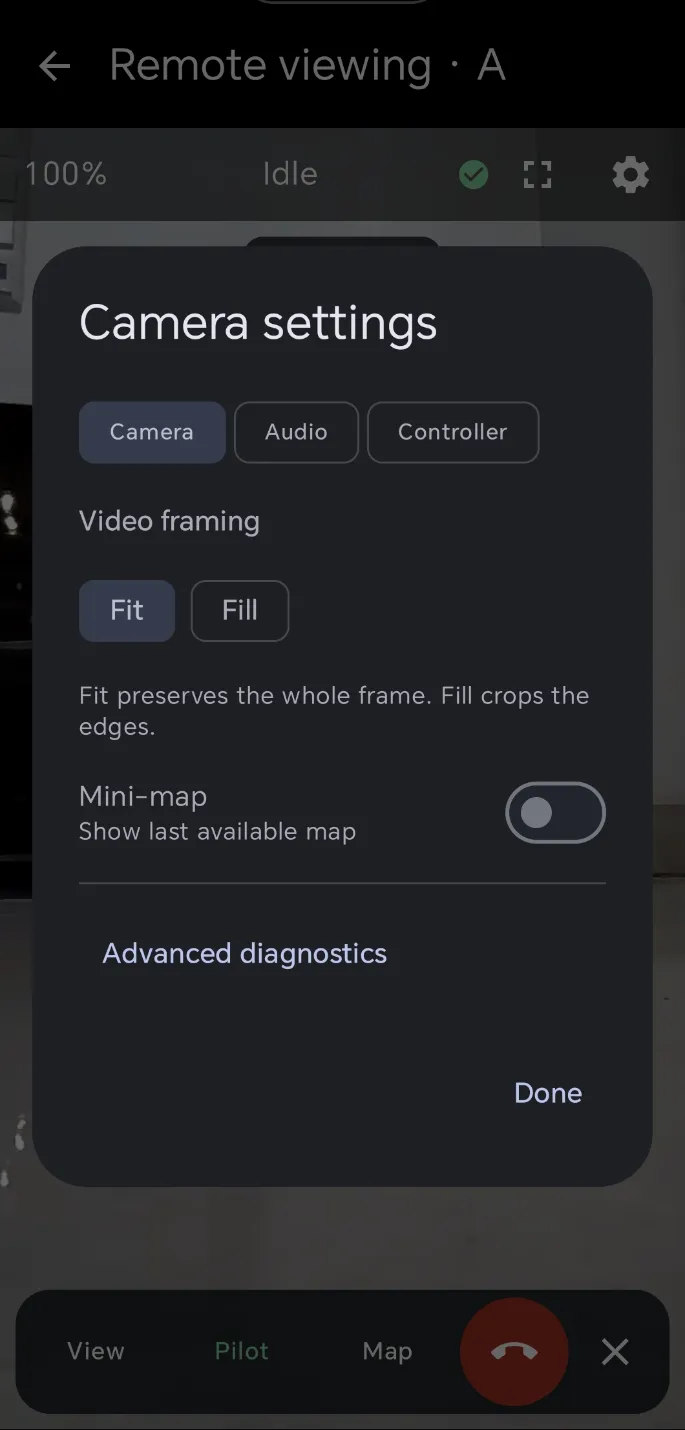 Remote viewing · A
100%
Idle
Camera settings
Camera
Audio
Controller
Video framing
Fit
Fill
Fit preserves the whole frame. Fill crops the
edges.
Mini-map
Show last available map
Advanced diagnostics
Done
View
Pilot
Map